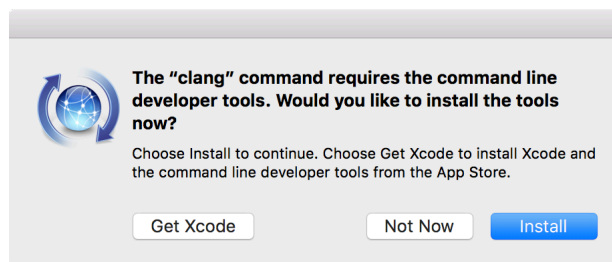 The “clang” command requires the command line
developer tools. Would you like to install the tools
now?
Choose Install to continue. Choose Get Xcode to install Xcode and
the command line developer tools from the App Store.
Get Xcode
Not Now
Install